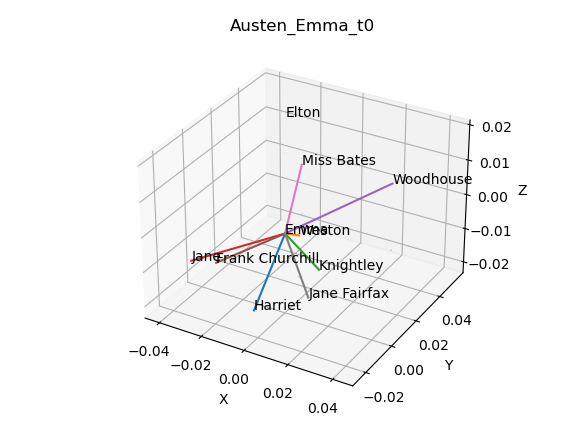 Austen_Emma_t0
Elton
Miss Bates
Woodhouse
Emma
Weston
Jane
Frank Churchill
Knightley
Jane Fairfax
Harriet
0.02
0.01
0.00
−0.01
−0.02
Z
−0.04
−0.02
0.00
0.02
0.04
X
−0.02
0.00
0.02
0.04
Y